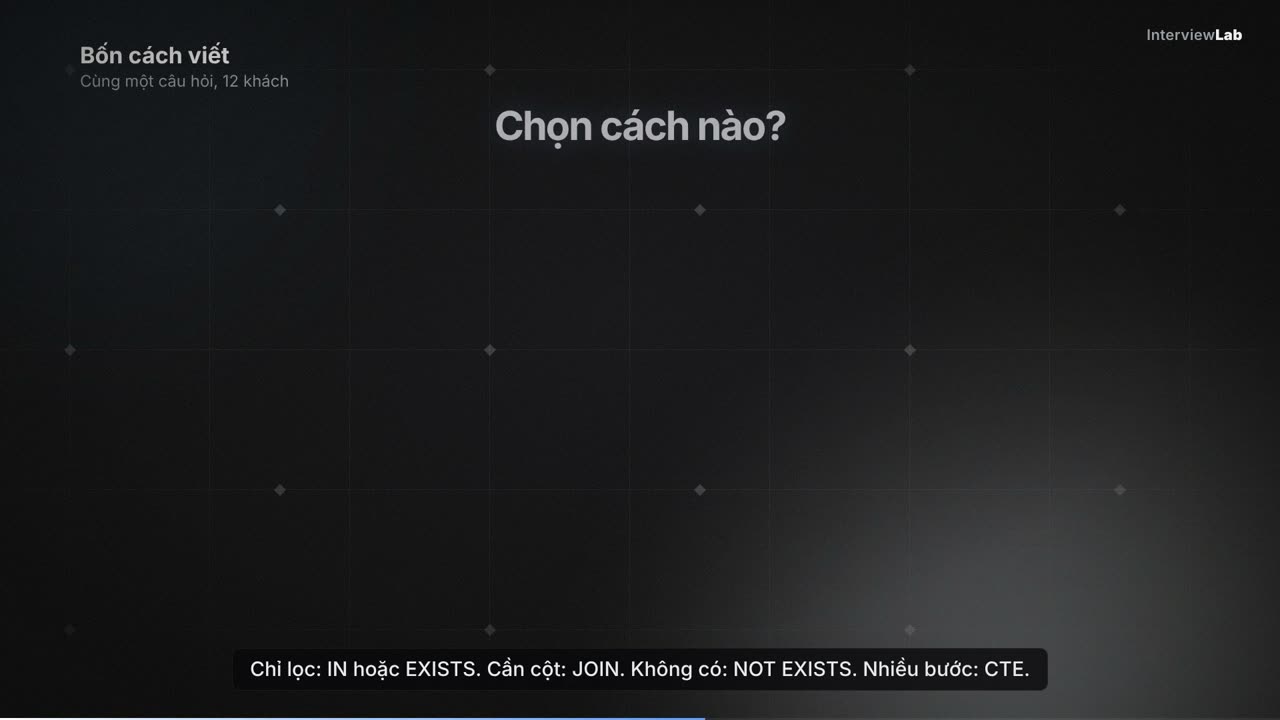 Bốn cách viết
Cùng một câu hỏi, 12 khách
InterviewLab
Chọn cách nào?
Chỉ lọc: IN hoặc EXISTS. Cần cột: JOIN. Không có: NOT EXISTS. Nhiều bước: CTE.